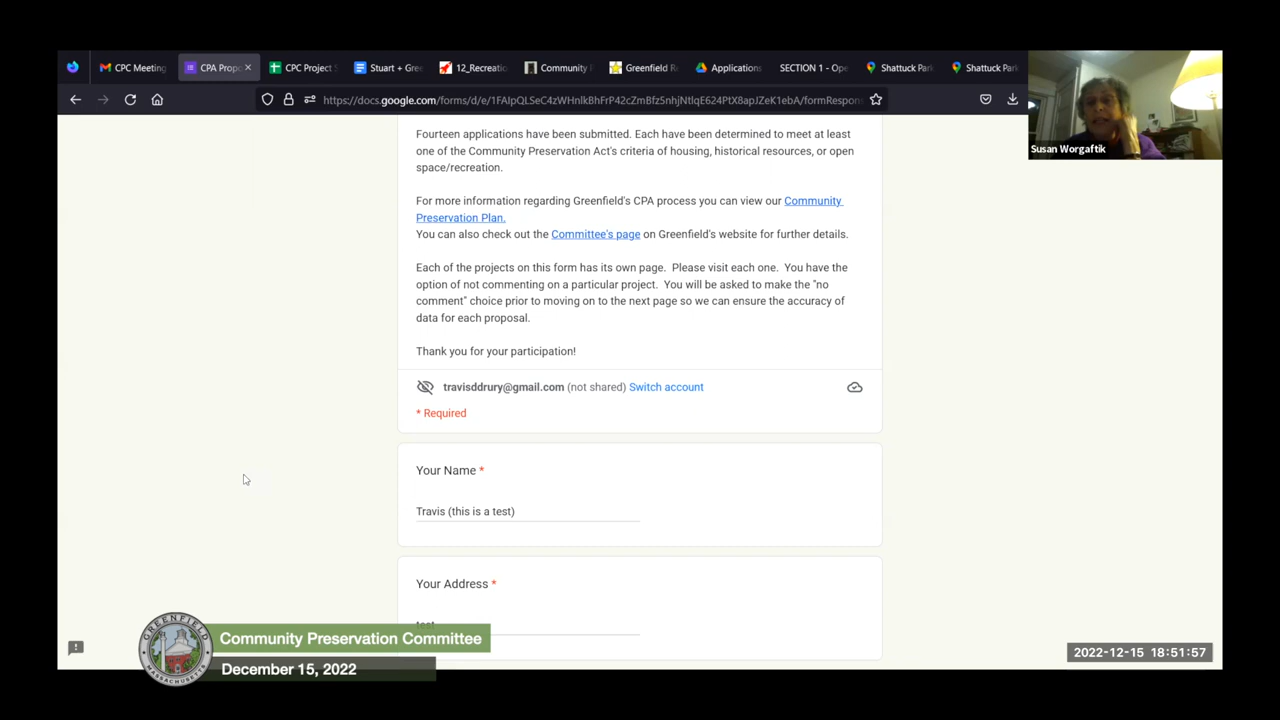 CPC Meeting
CPA Propo
CPC Project S
Stuart + Gre
12_Recreatio
Community P
Greenfield R
Applications
SECTION 1 - Ope
Shattuck Park
Shattuck Park
https://docs.google.com/forms/d/e/
Susan Worgaftik
Fourteen applications have been submitted. Each have been determined to meet at least
one of the Community Preservation Act's criteria of housing, historical resources, or open
space/recreation.
For more information regarding Greenfield's CPA process you can view our Community
Preservation Plan.
You can also check out the Committee's page on Greenfield's website for further details.
Each of the projects on this form has its own page. Please visit each one. You have the
option of not commenting on a particular project. You will be asked to make the "no
comment" choice prior to moving on to the next page so we can ensure the accuracy of
data for each proposal.
Thank you for your participation!
travisddrury@gmail.com (not shared) Switch account
* Required
Your Name *
Travis (this is a test)
Your Address *
test
GREENFIELD
MASSACHUSETTS
Community Preservation Committee
December 15, 2022
2022-12-15 18:51:57